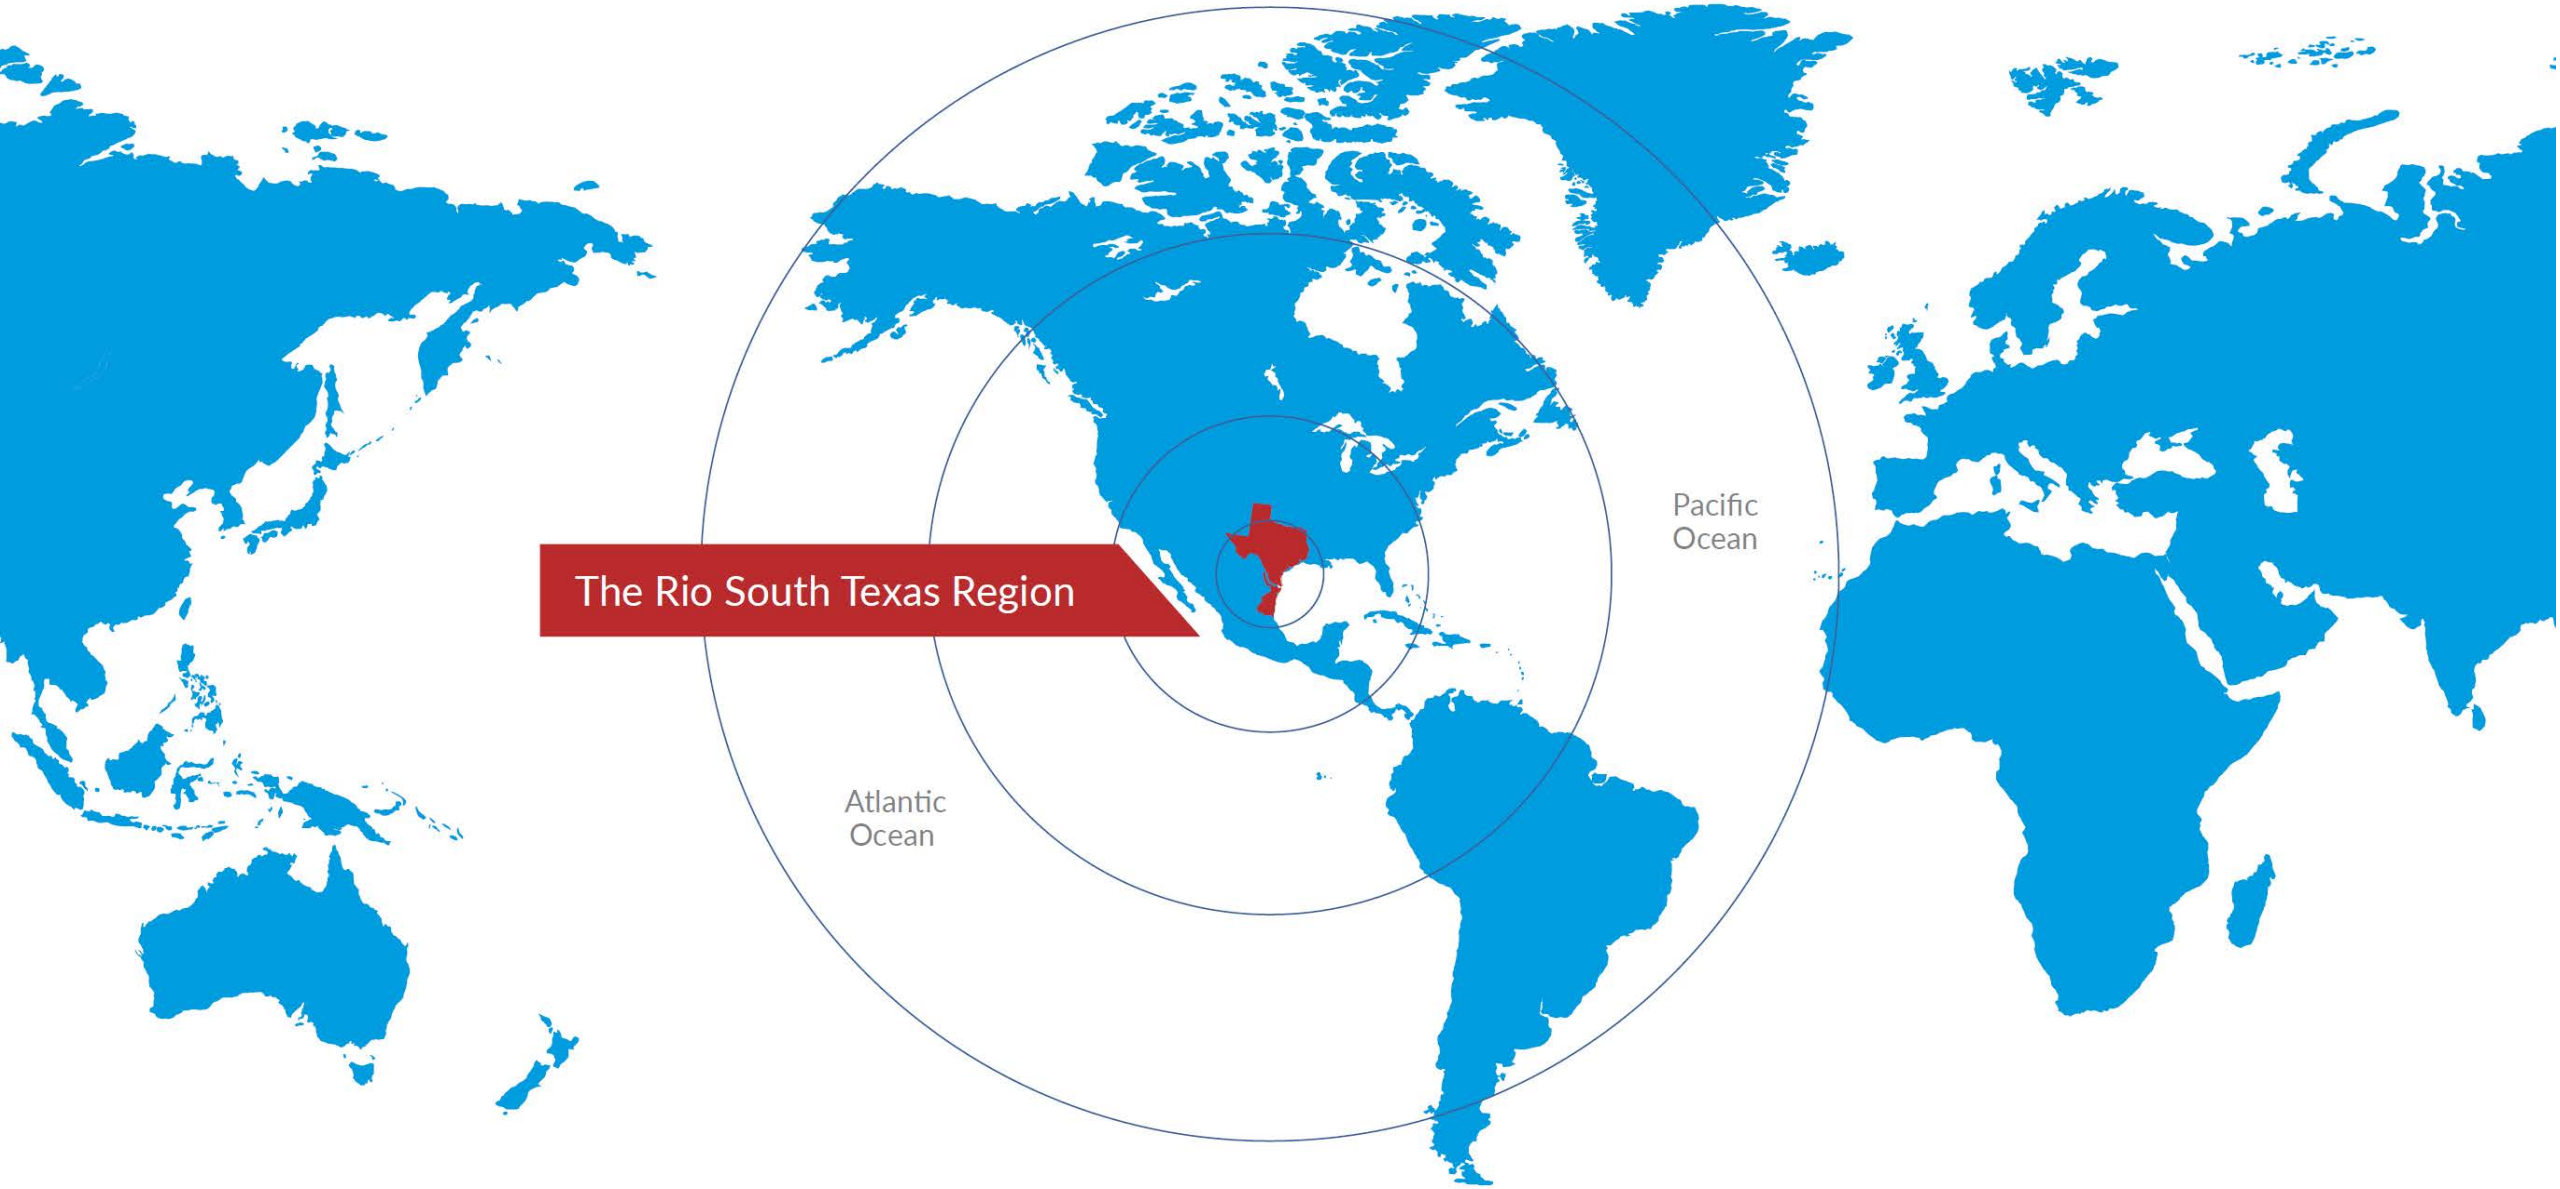 Pacific
Ocean
The Rio South Texas Region
Atlantic
Ocean